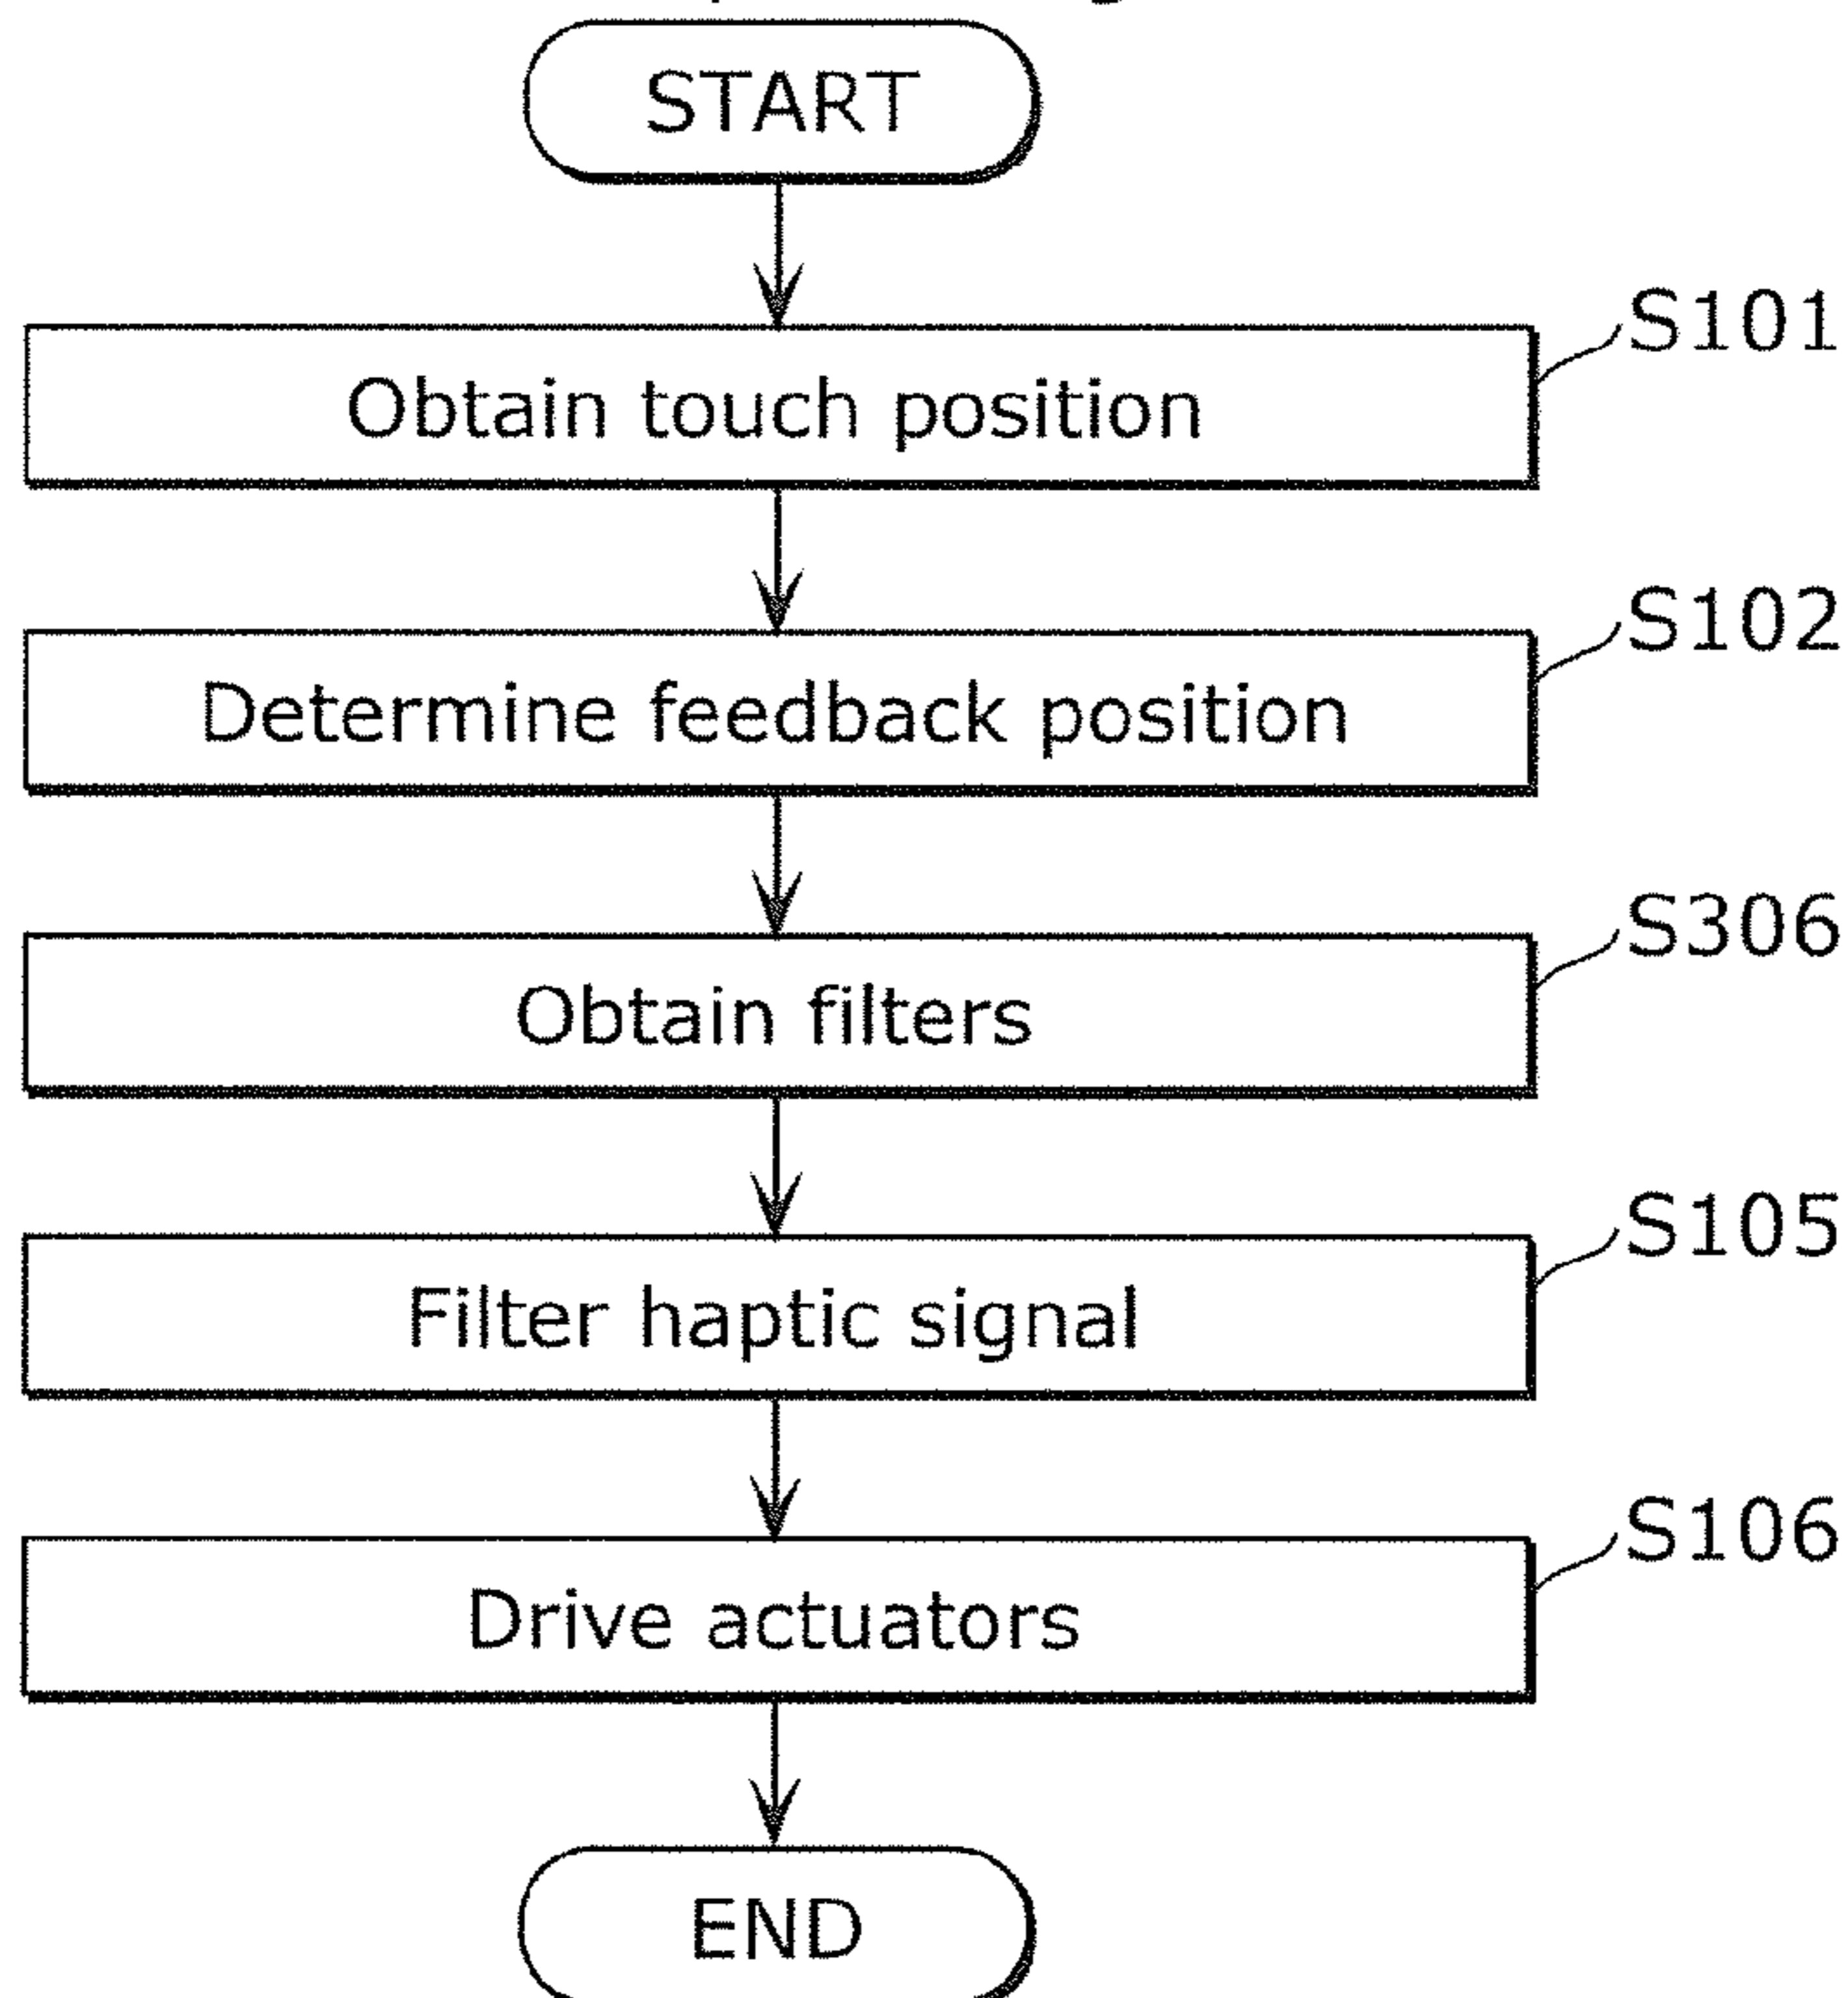 START
S101
Obtain touch position
S102
Determine feedback position
S306
Obtain filters
S105
Filter haptic signal
S106
Drive actuators
END